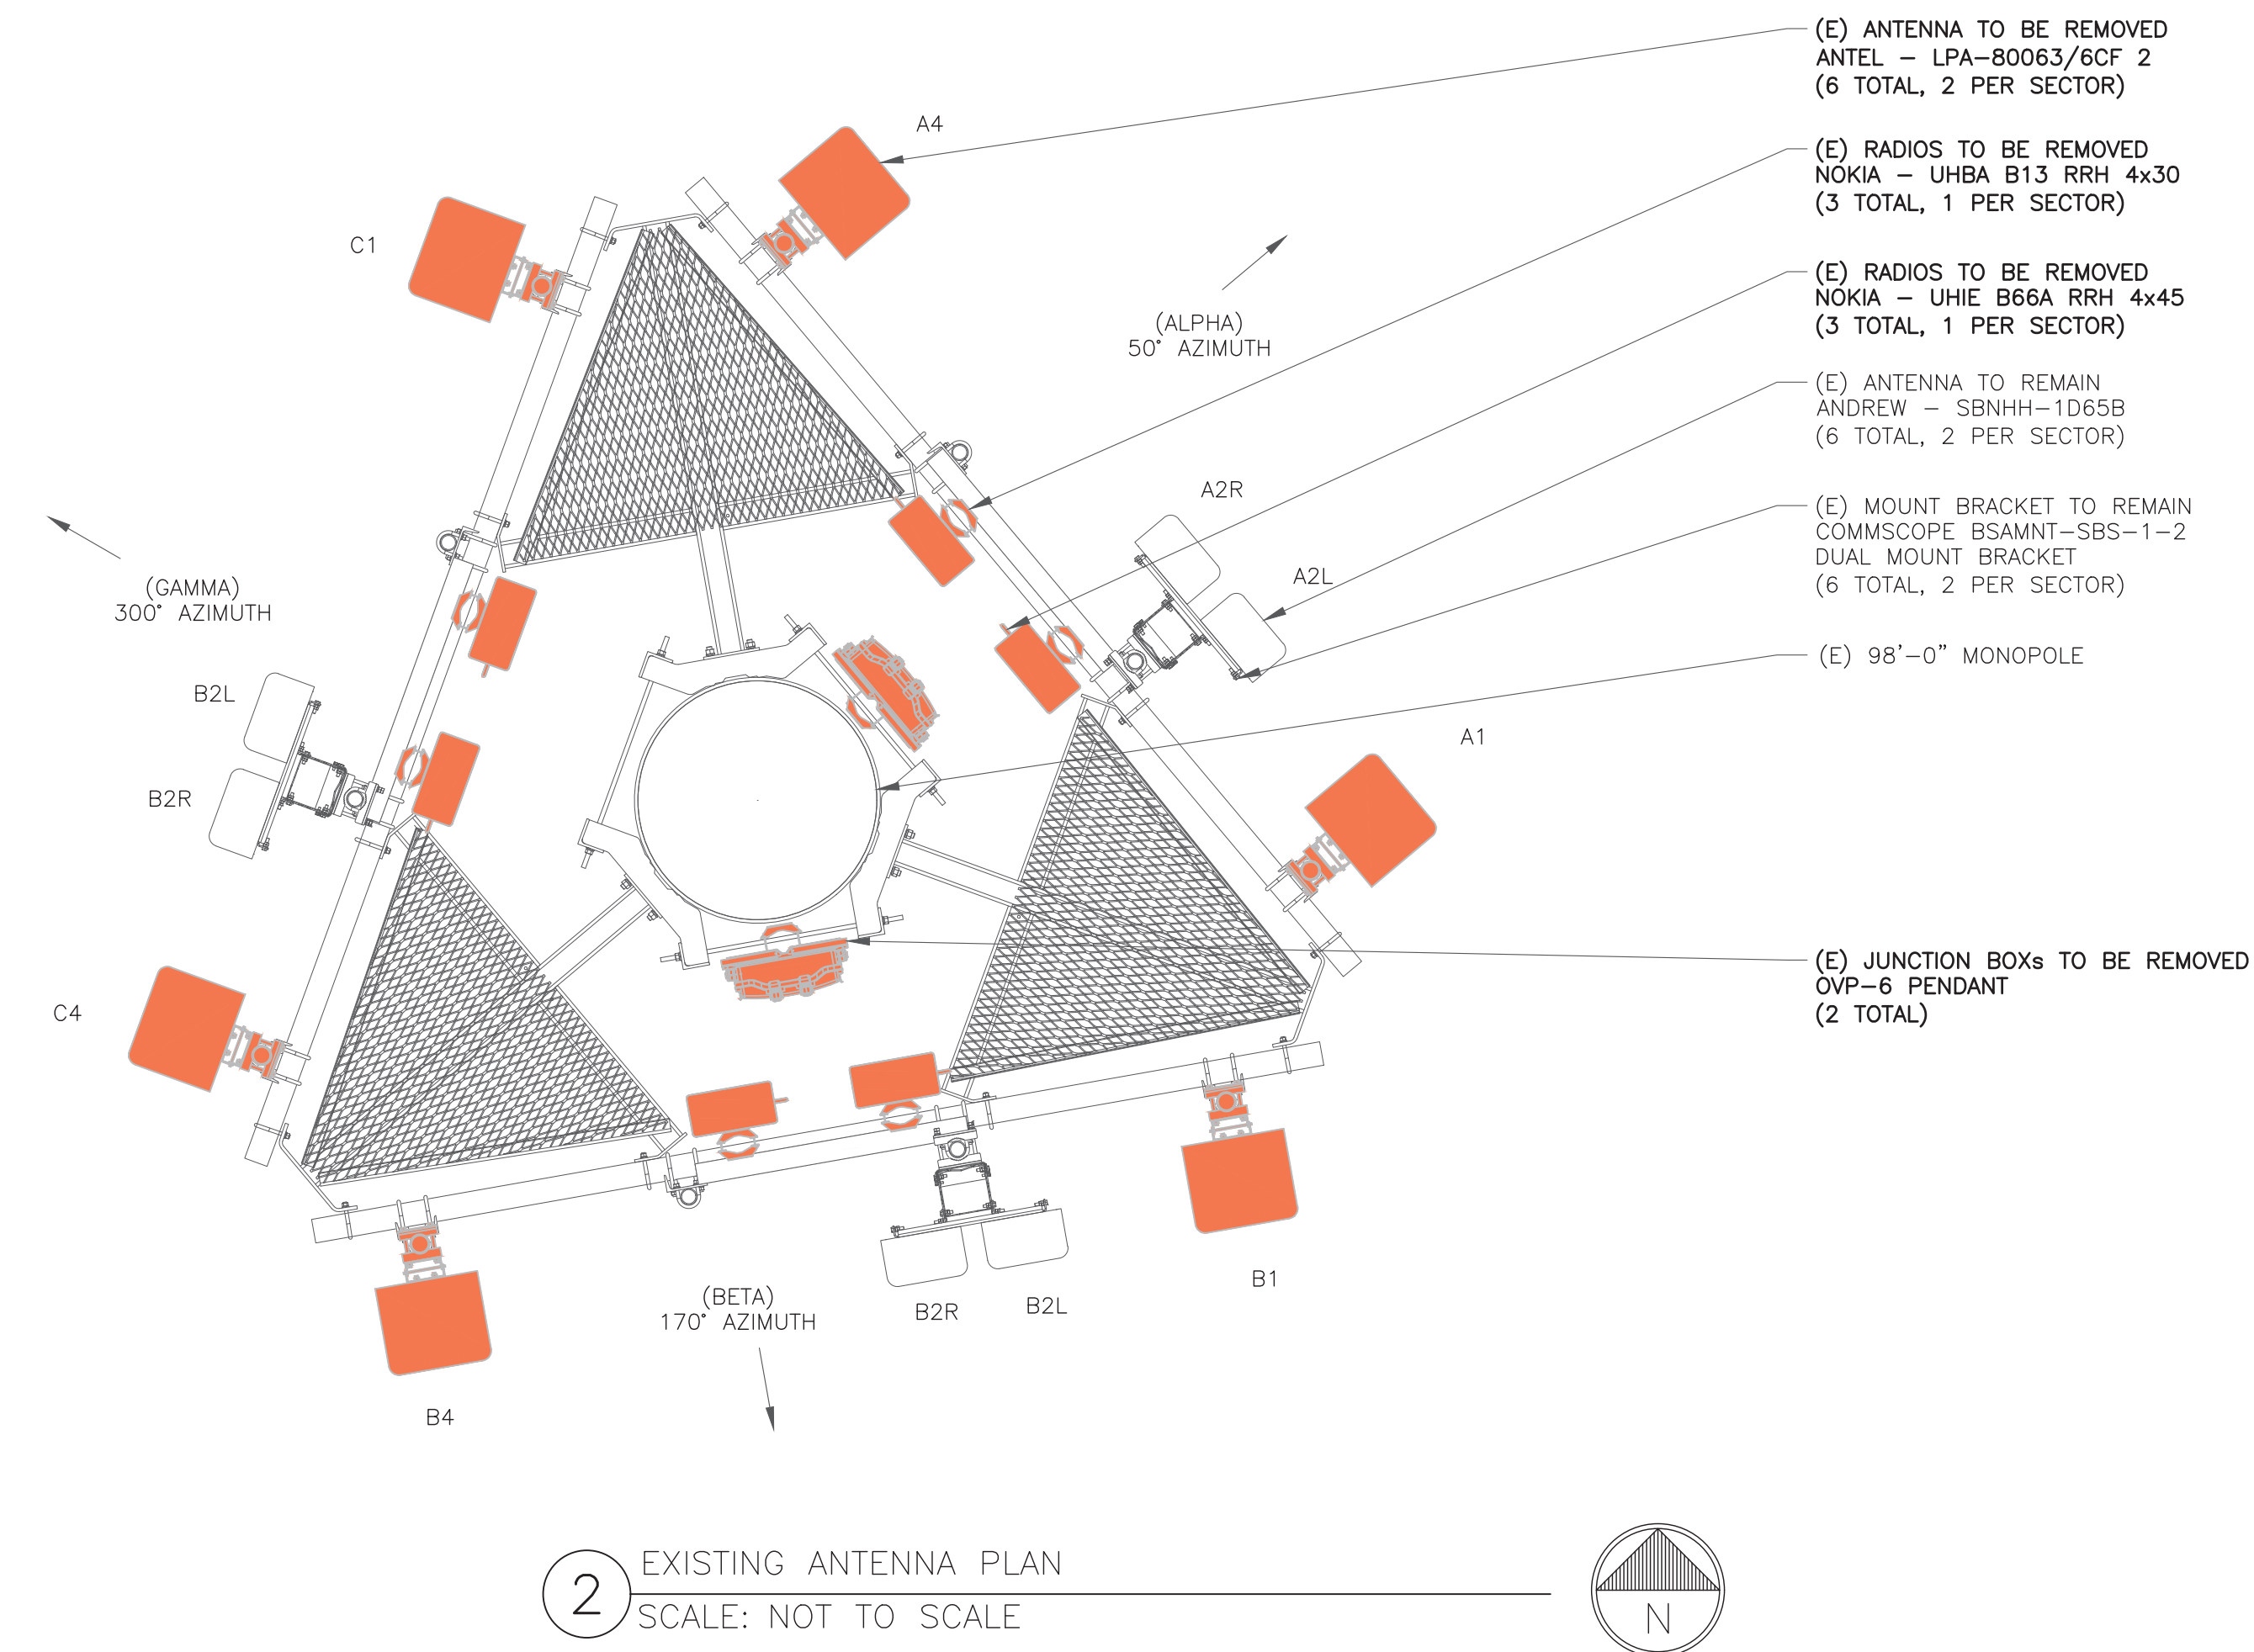 (E) ANTENNA TO BE REMOVED
ANTEL - LPA-80063/6CF 2
(6 TOTAL, 2 PER SECTOR)
(E) RADIOS TO BE REMOVED
NOKIA - UHBA B13 RRH 4x30
(3 TOTAL, 1 PER SECTOR)
(E) RADIOS TO BE REMOVED
NOKIA - UHIE B66A RRH 4x45
(3 TOTAL, 1 PER SECTOR)
(E) ANTENNA TO REMAIN
ANDREW - SBNHH-1D65B
(6 TOTAL, 2 PER SECTOR)
(E) MOUNT BRACKET TO REMAIN
COMMSCOPE BSAMNT-SBS-1-2
DUAL MOUNT BRACKET
(6 TOTAL, 2 PER SECTOR)
(E) 98'-0" MONOPOLE
(E) JUNCTION BOXs TO BE REMOVED
OVP-6 PENDANT
(2 TOTAL)
A4
C1
(ALPHA)
50° AZIMUTH
A2R
A2L
(GAMMA)
300° AZIMUTH
B2L
B2R
A1
C4
B1
(BETA)
170° AZIMUTH
B2R
B2L
B4
2
EXISTING ANTENNA PLAN
SCALE: NOT TO SCALE
N